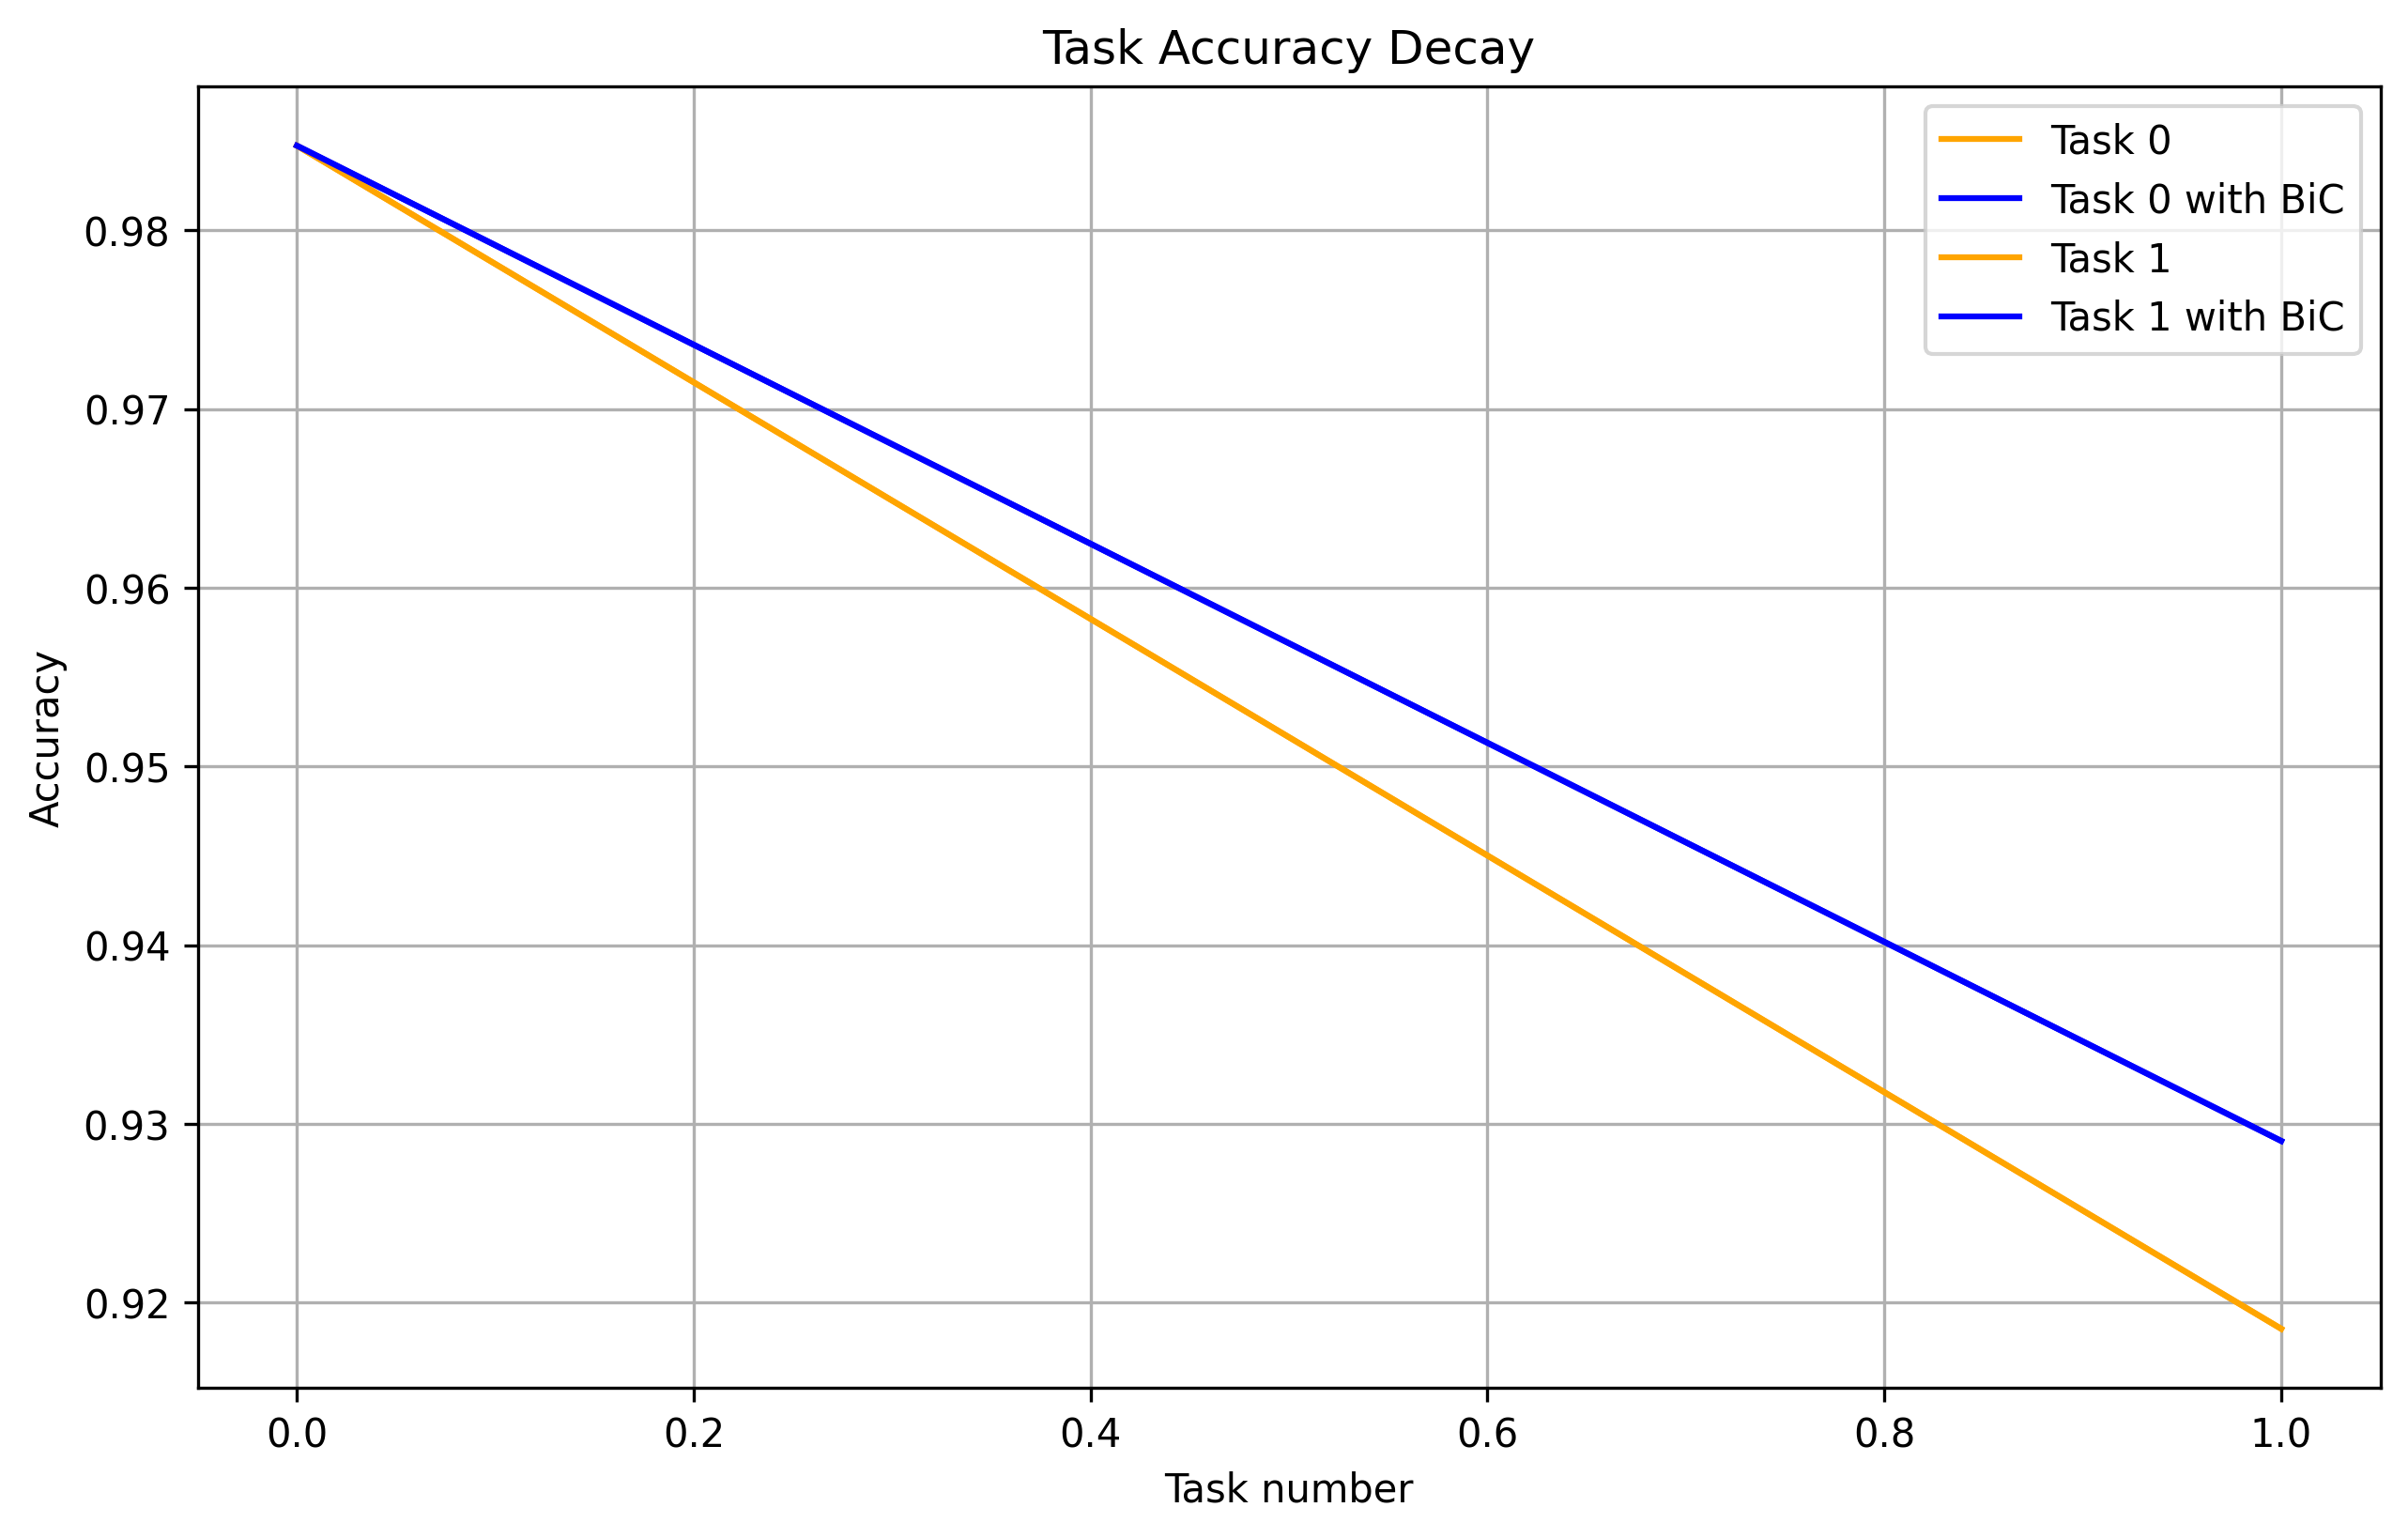 Task Accuracy Decay
Task 0
Task 0 with BiC
Task 1
Task 1 with BiC
Accuracy
0.98
0.97
0.96
0.95
0.94
0.93
0.92
0.0 0.2 0.4 0.6 0.8 1.0
Task number